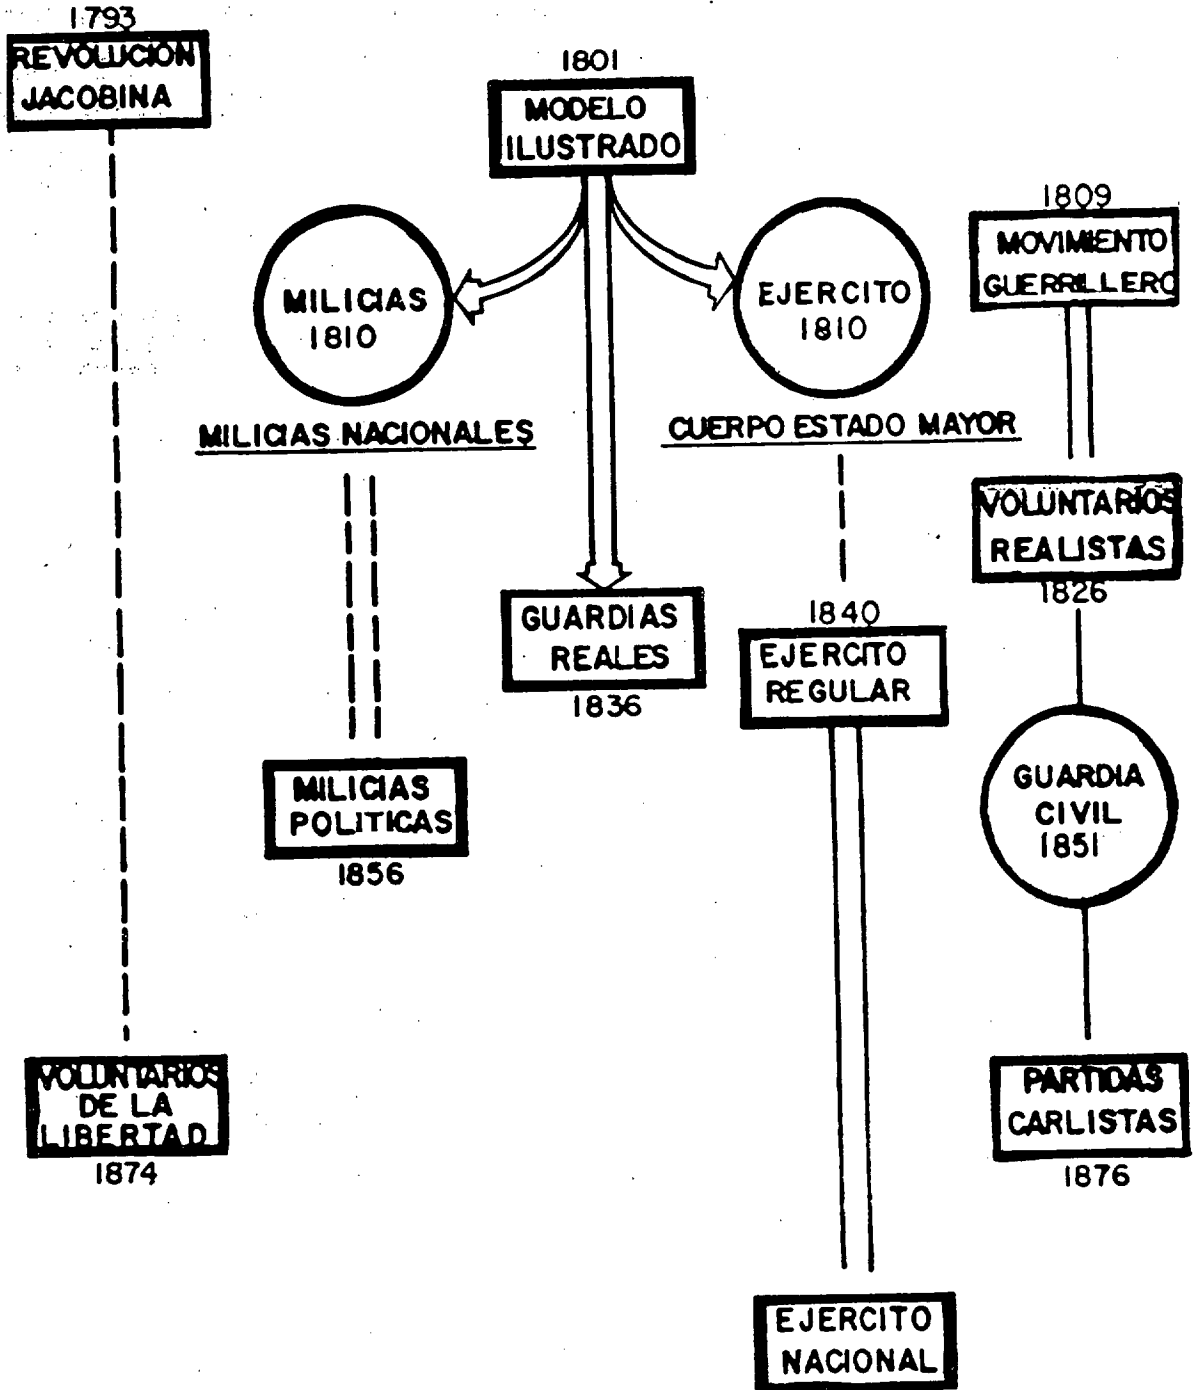 1793
REVOLUCION
JACOBINA
1801
MODELO
ILUSTRADO
1809
MOVIMIENTO
GUERRILLERO
MILICIAS
1810
EJERCITO
1810
MILICIAS NACIONALES
CUERPO ESTADO MAYOR
VOLUNTARIOS
REALISTAS
1826
GUARDIAS
REALES
1836
1840
EJERCITO
REGULAR
MILICIAS
POLITICAS
1856
GUARDIA
CIVIL
1851
VOLUNTARIOS
DE LA
LIBERTAD
1874
PARTIDAS
CARLISTAS
1876
EJERCITO
NACIONAL